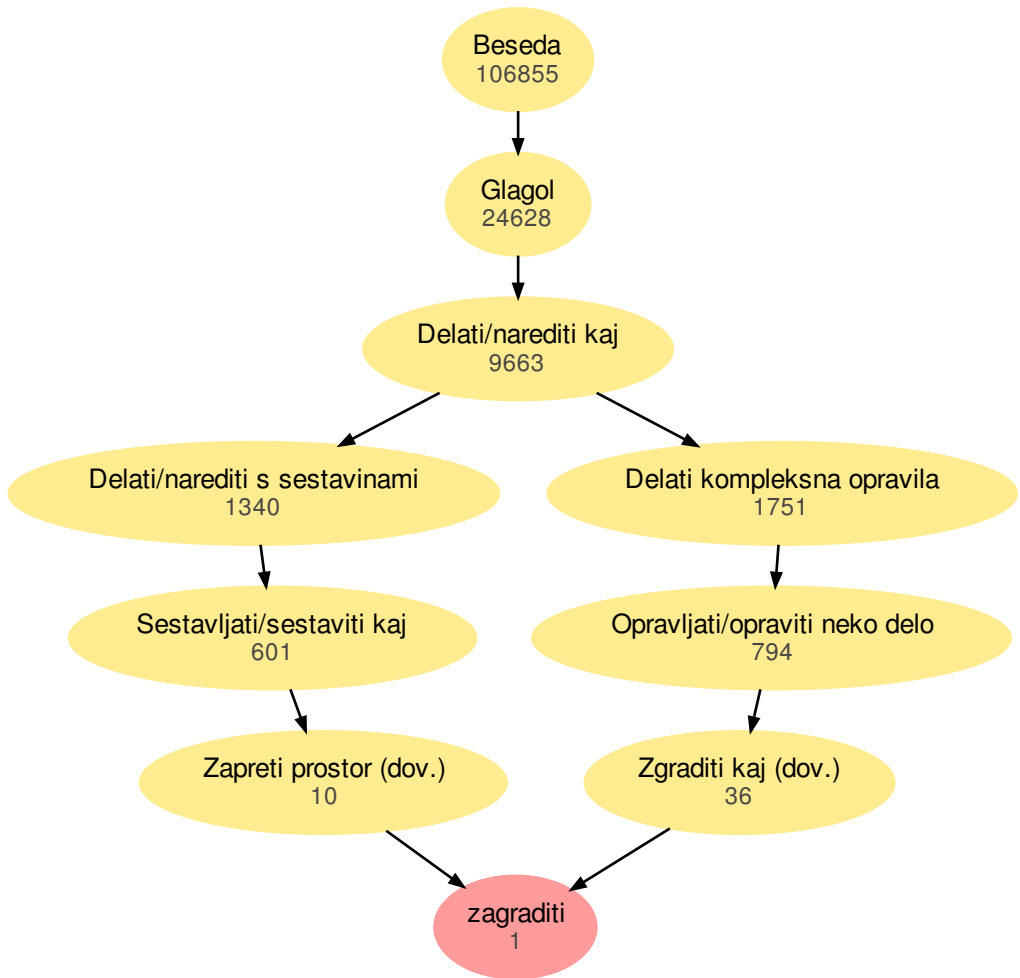 Beseda
106855
Glagol
24628
Delati/narediti kaj
9663
Delati/narediti s sestavinami
1340
Delati kompleksna opravila
1751
Sestavljati/sestaviti kaj
601
Opravljati/opraviti neko delo
794
Zapreti prostor (dov.)
10
Zgraditi kaj (dov.)
36
zagraditi
1